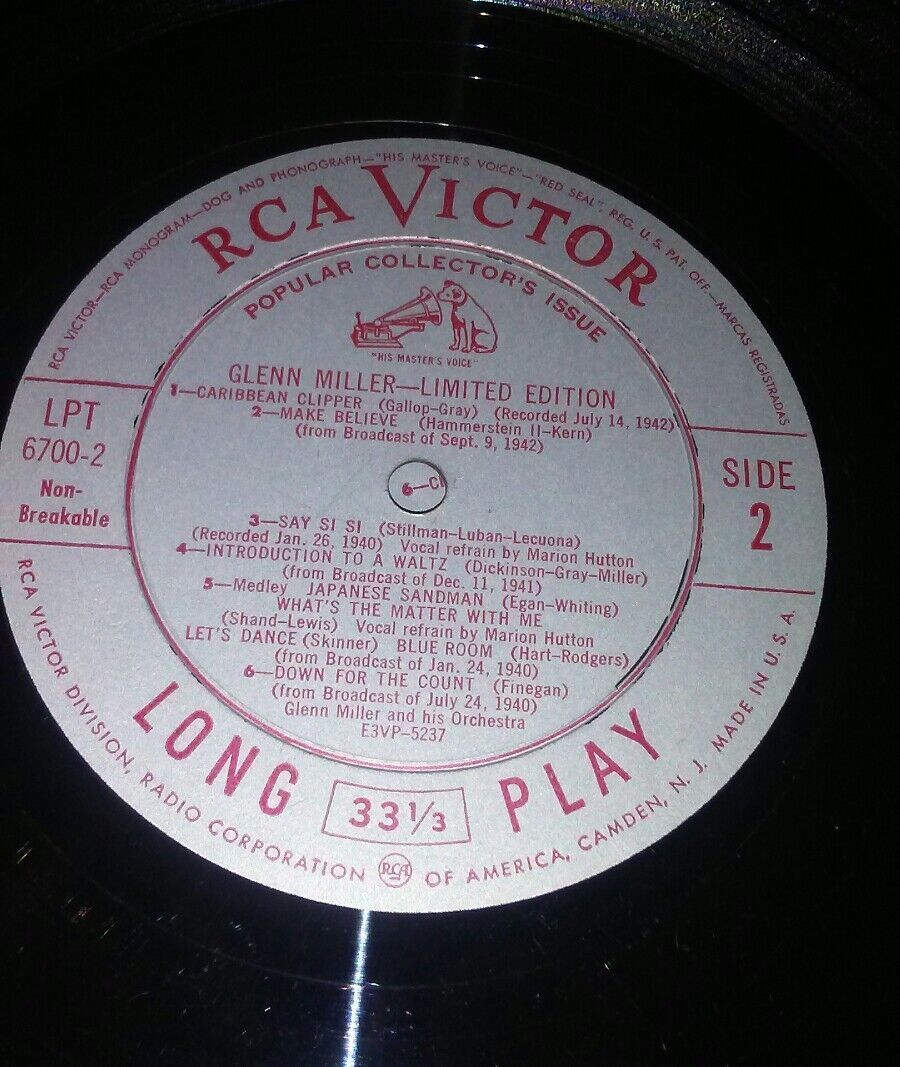 RCA VICTOR—RCA MONOGRAM—DOG AND PHONOGRAPH—"HIS MASTER'S VOICE"—"RED SEAL". REG. U. S. PAT. OFF.—MARCAS REGISTRADAS
RCA VICTOR
POPULAR COLLECTOR'S ISSUE
"HIS MASTER'S VOICE"
GLENN MILLER—LIMITED EDITION
1—CARIBBEAN CLIPPER (Gallop-Gray) (Recorded July 14, 1942)
2—MAKE BELIEVE (Hammerstein II-Kern)
(from Broadcast of Sept. 9, 1942)
LPT
6700-2
Non-
Breakable
6—
SIDE
2
3—SAY SI SI (Stillman-Luban-Lecuona)
(Recorded Jan. 26, 1940) Vocal refrain by Marion Hutton
4—INTRODUCTION TO A WALTZ (Dickinson-Gray-Miller)
(from Broadcast of Dec. 11, 1941)
5—Medley JAPANESE SANDMAN (Egan-Whiting)
WHAT'S THE MATTER WITH ME
(Shand-Lewis) Vocal refrain by Marion Hutton
LET'S DANCE (Skinner) BLUE ROOM (Hart-Rodgers)
(from Broadcast of Jan. 24, 1940)
6—DOWN FOR THE COUNT (Finegan)
(from Broadcast of July 24, 1940)
Glenn Miller and his Orchestra
E3VP-5237
LONG 33 1/3 PLAY
RCA VICTOR DIVISION, RADIO CORPORATION RCA OF AMERICA, CAMDEN, N. J. MADE IN U. S. A.